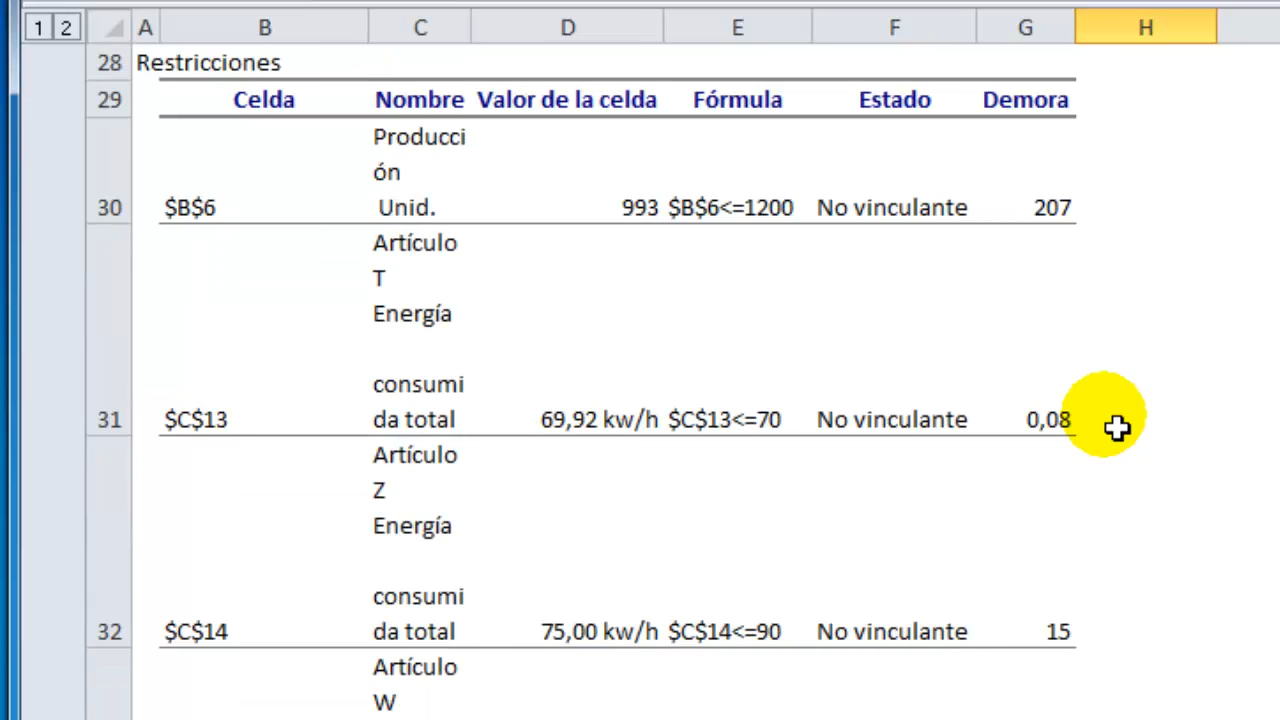 1 2 A B C D E F G H
28 Restricciones
29 Celda Nombre Valor de la celda Fórmula Estado Demora
Producci
ón
30 $B$6 Unid. 993 $B$6<=1200 No vinculante 207
Artículo
T
Energía
consumi
31 $C$13 da total 69,92 kw/h $C$13<=70 No vinculante 0,08
Artículo
Z
Energía
consumi
32 $C$14 da total 75,00 kw/h $C$14<=90 No vinculante 15
Artículo
W